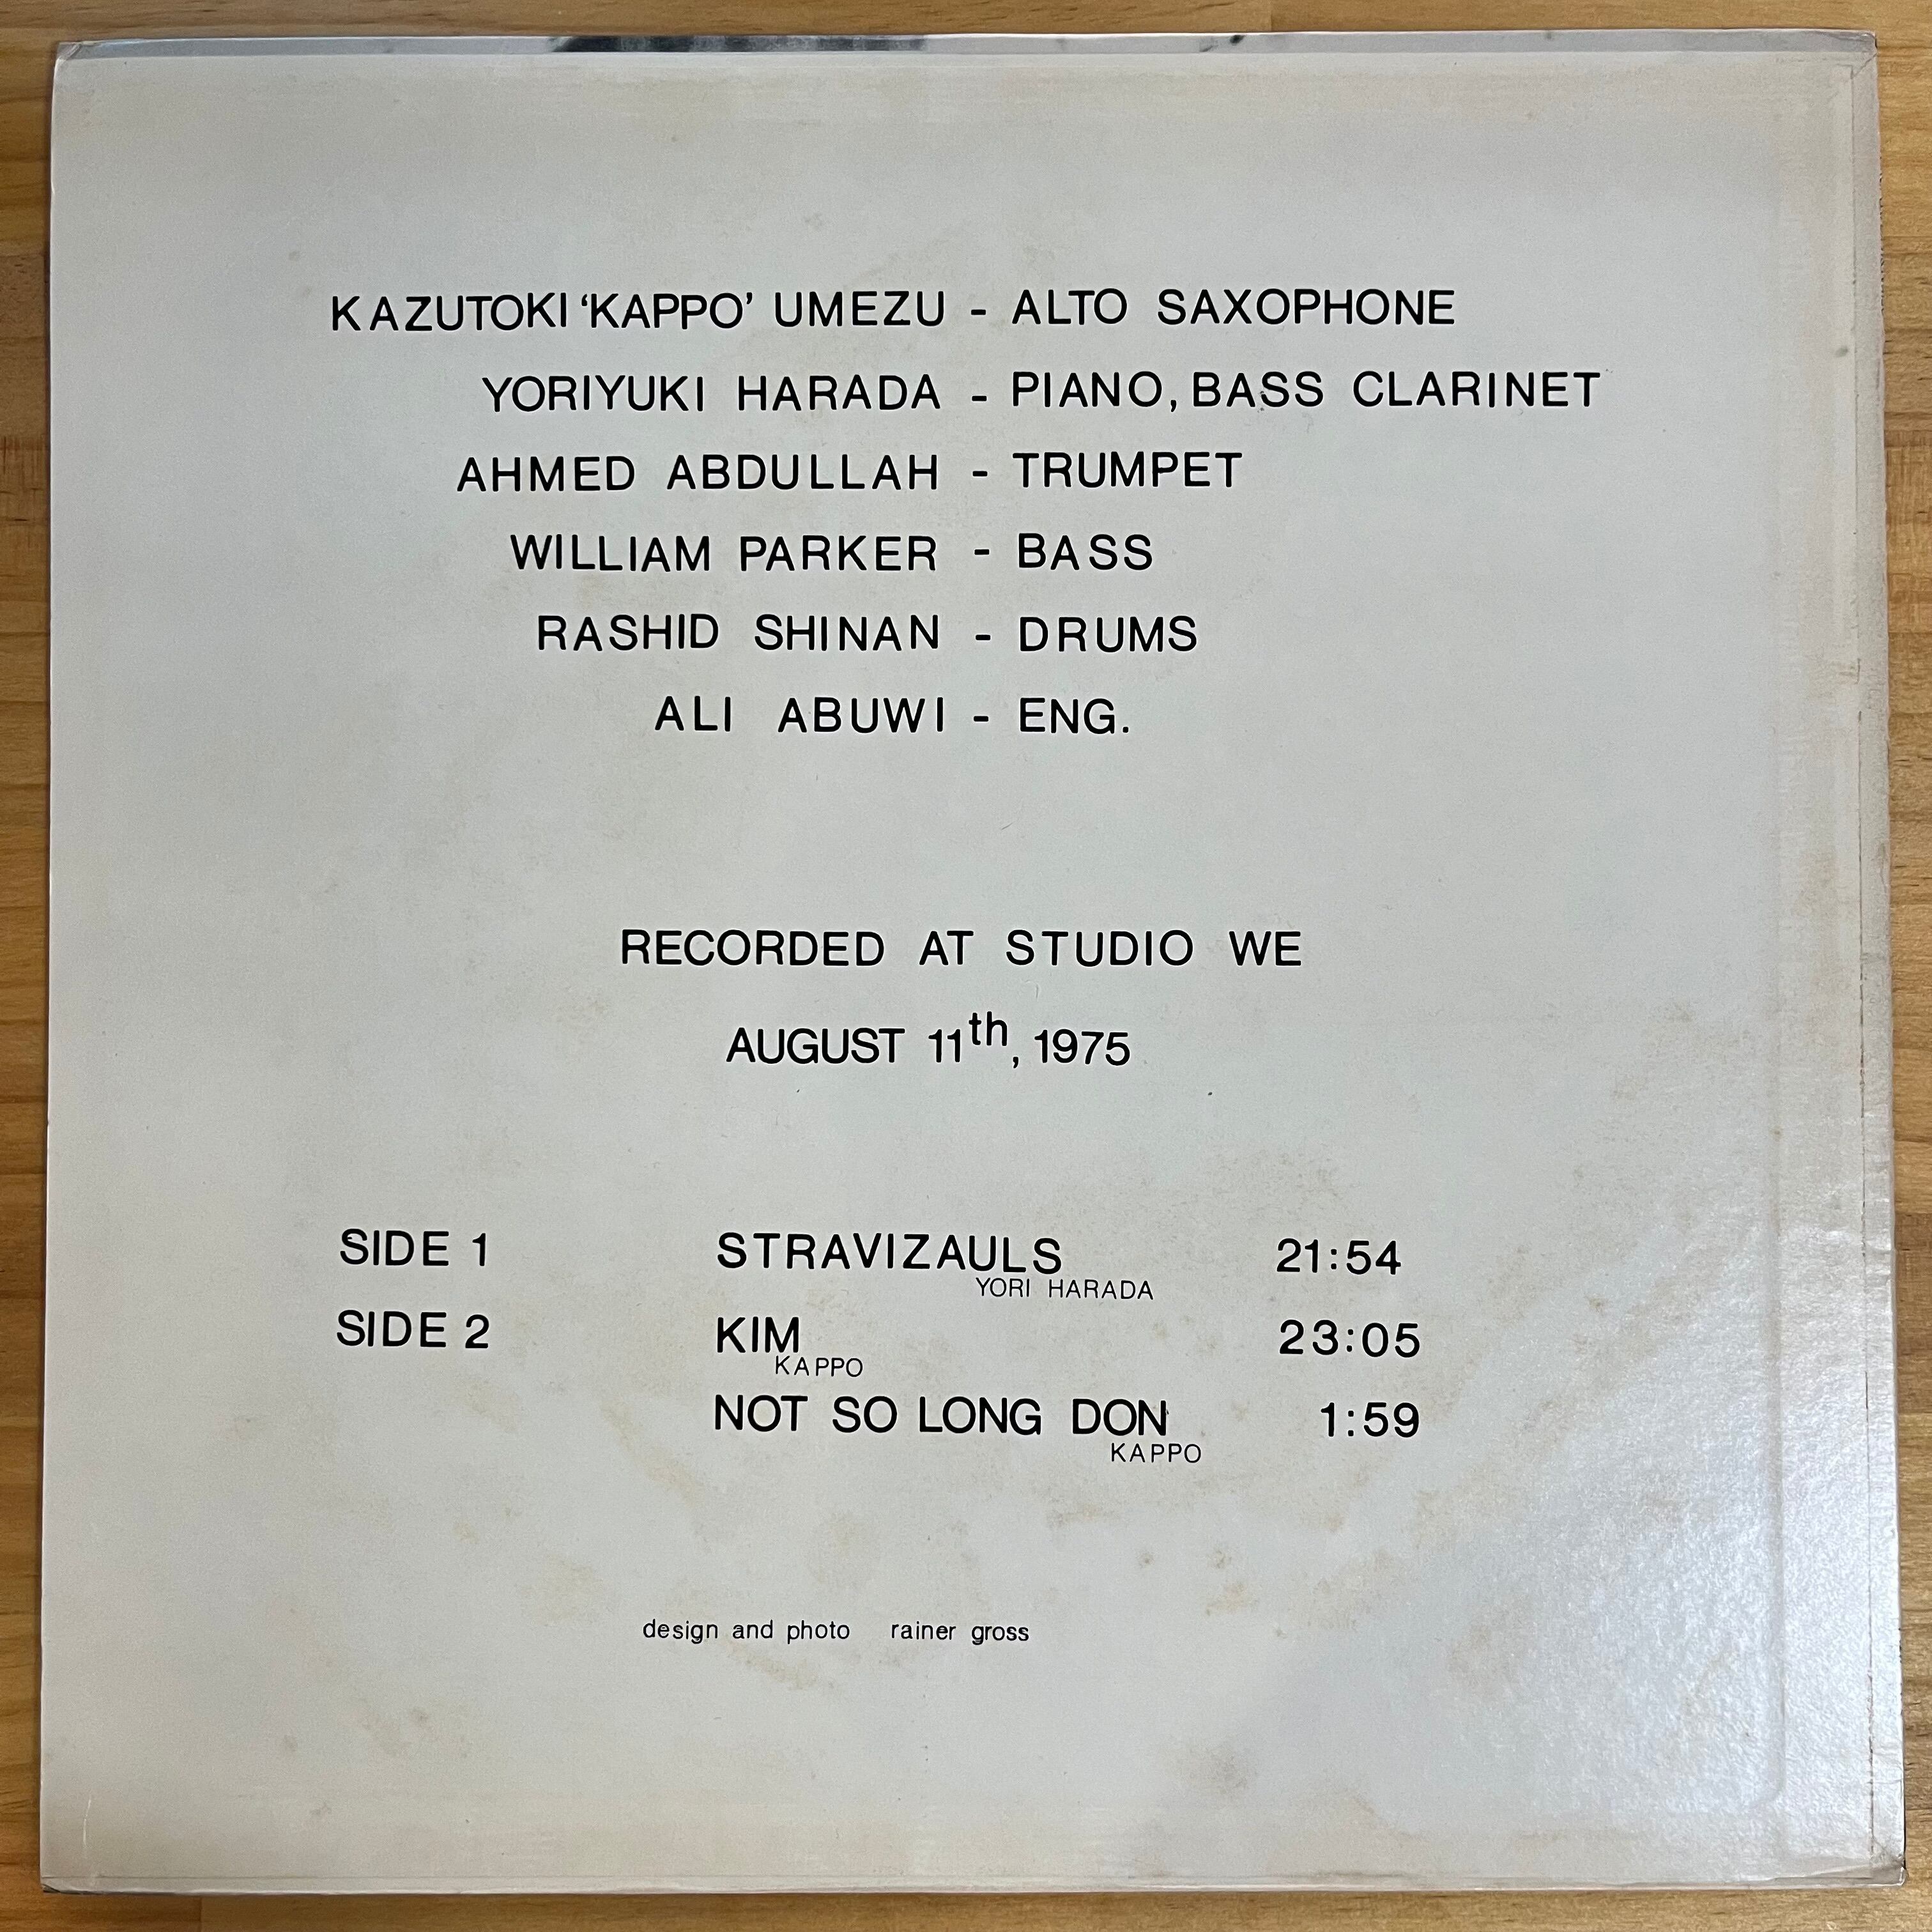 KAZUTOKI ‘KAPPO’ UMEZU - ALTO SAXOPHONE
YORIYUKI HARADA - PIANO, BASS CLARINET
AHMED ABDULLAH - TRUMPET
WILLIAM PARKER - BASS
RASHID SHINAN - DRUMS
ALI ABUWI - ENG.
RECORDED AT STUDIO WE
AUGUST 11th, 1975
SIDE 1 STRAVIZAULS 21:54
YORI HARADA
SIDE 2 KIM 23:05
KAPPO
NOT SO LONG DON 1:59
KAPPO
design and photo rainer gross